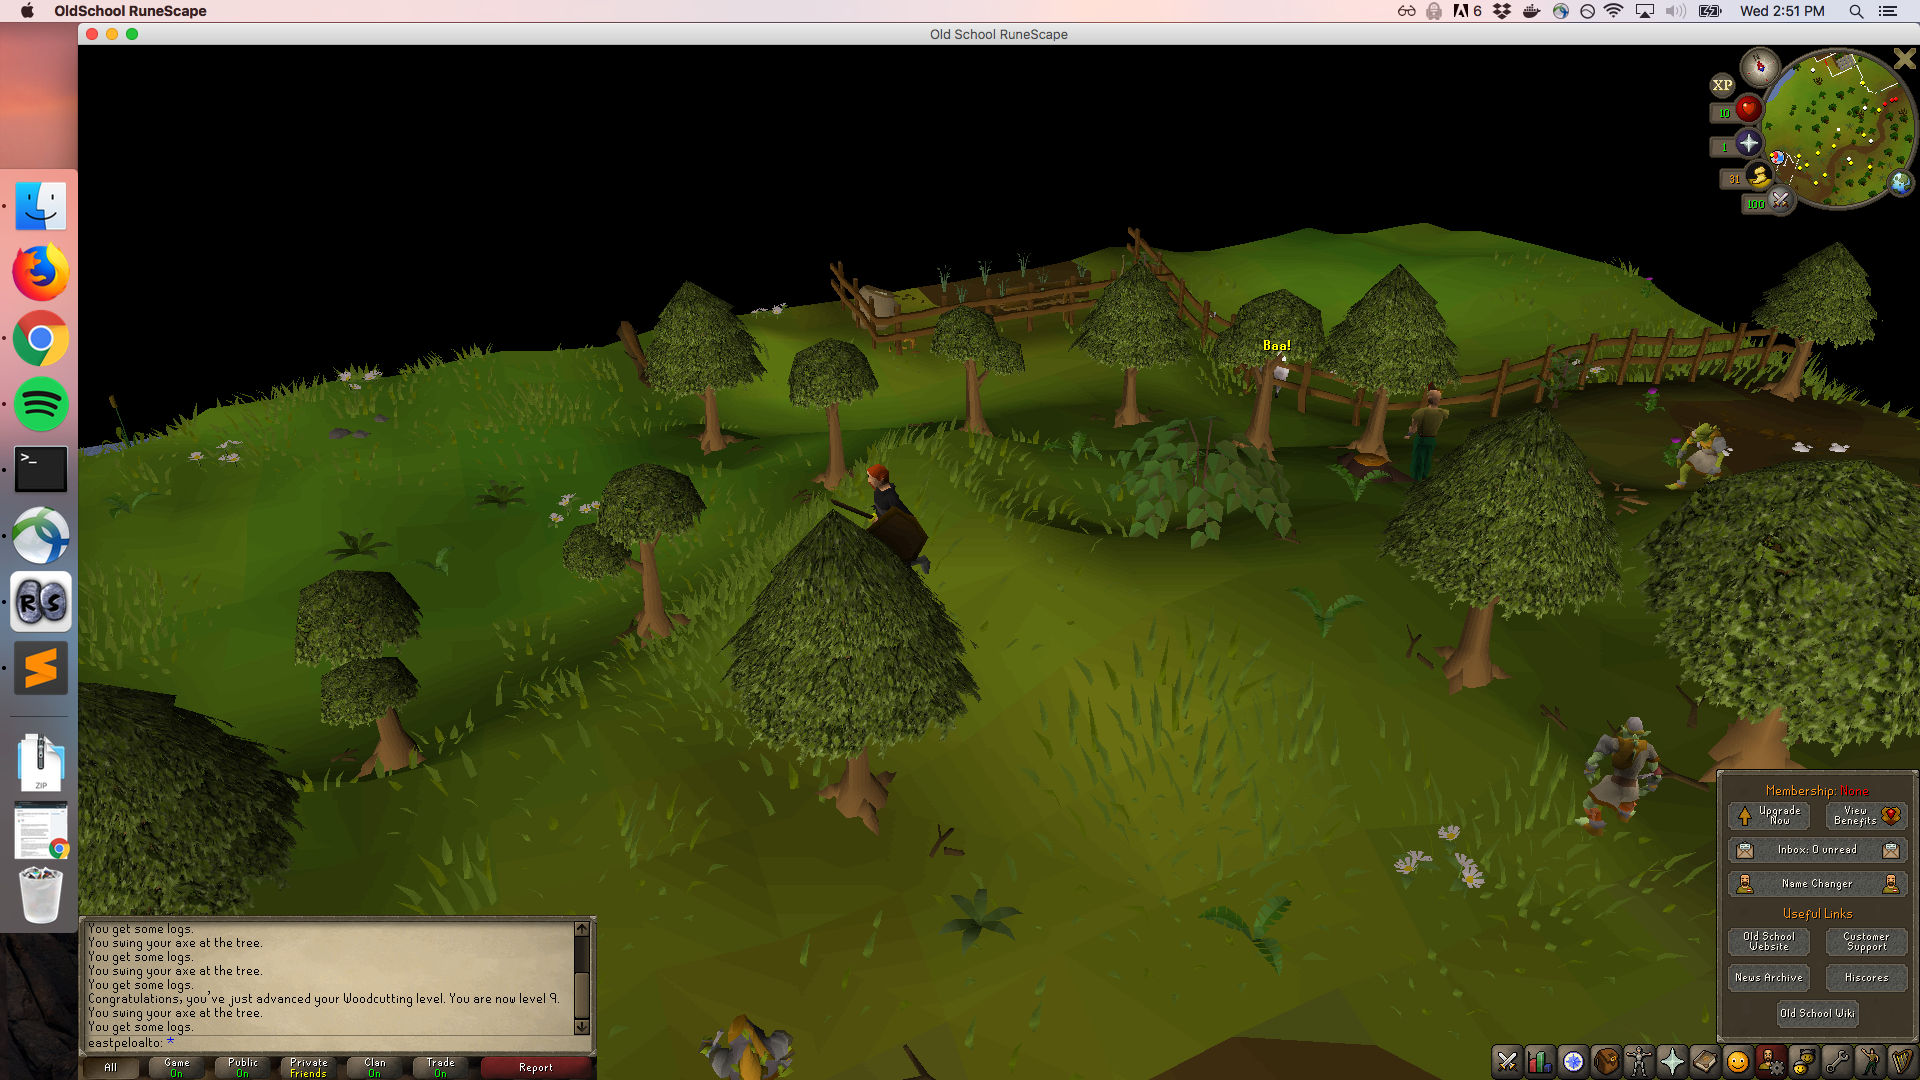 OldSchool RuneScape
6
Wed 2:51 PM
Old School RuneScape
XP
10
1
31
100
Baa!
>_
RS
ZIP
Membership: None
Upgrade Now
View Benefits
Inbox: 0 unread
Name Changer
Useful Links
Old School Website
Customer Support
News Archive
Hiscores
Old School Wiki
You get some logs.
You swing your axe at the tree.
You get some logs.
You swing your axe at the tree.
You get some logs.
Congratulations, you've just advanced your Woodcutting level. You are now level 9.
You swing your axe at the tree.
You get some logs.
eastpeloalto: *
All
Game On
Public On
Private Friends
Clan On
Trade On
Report